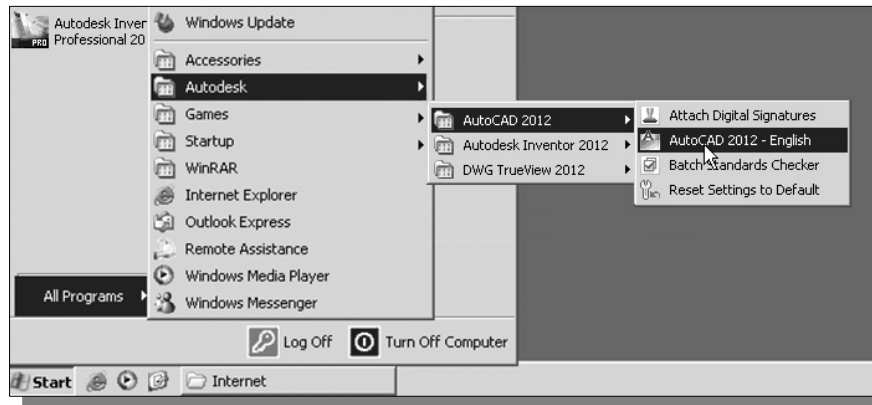 Autodesk Inver
Professional 20
PRO
Windows Update
Accessories
Autodesk
Games
Startup
WinRAR
Internet Explorer
Outlook Express
Remote Assistance
Windows Media Player
Windows Messenger
AutoCAD 2012
Autodesk Inventor 2012
DWG TrueView 2012
Attach Digital Signatures
AutoCAD 2012 - English
Batch Standards Checker
Reset Settings to Default
All Programs
Log Off
Turn Off Computer
Start
Internet